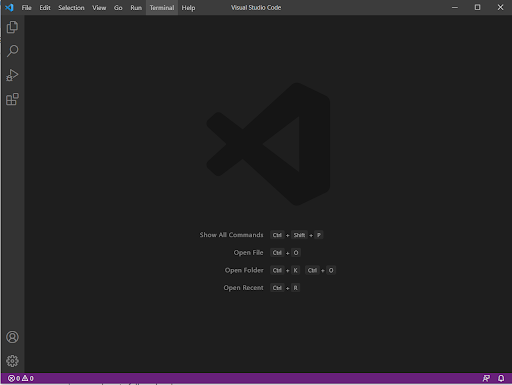 File Edit Selection View Go Run Terminal Help Visual Studio Code
Show All Commands Ctrl + Shift + P
Open File Ctrl + O
Open Folder Ctrl + K Ctrl + O
Open Recent Ctrl + R
0 0